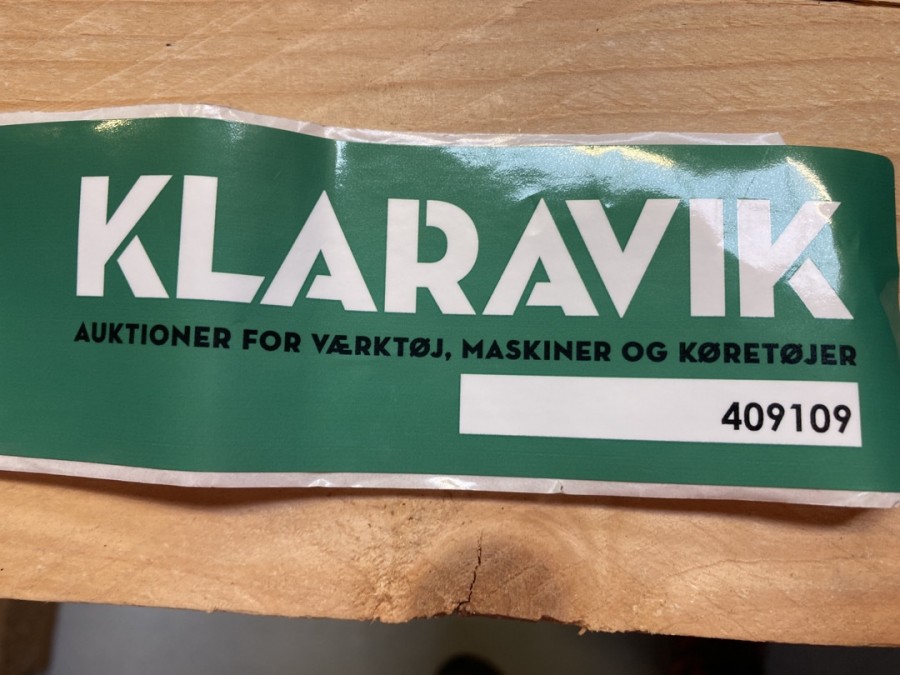 KLARAVIK
AUKTIONER FOR VÆRKTØJ, MASKINER OG KØRETØJER
409109